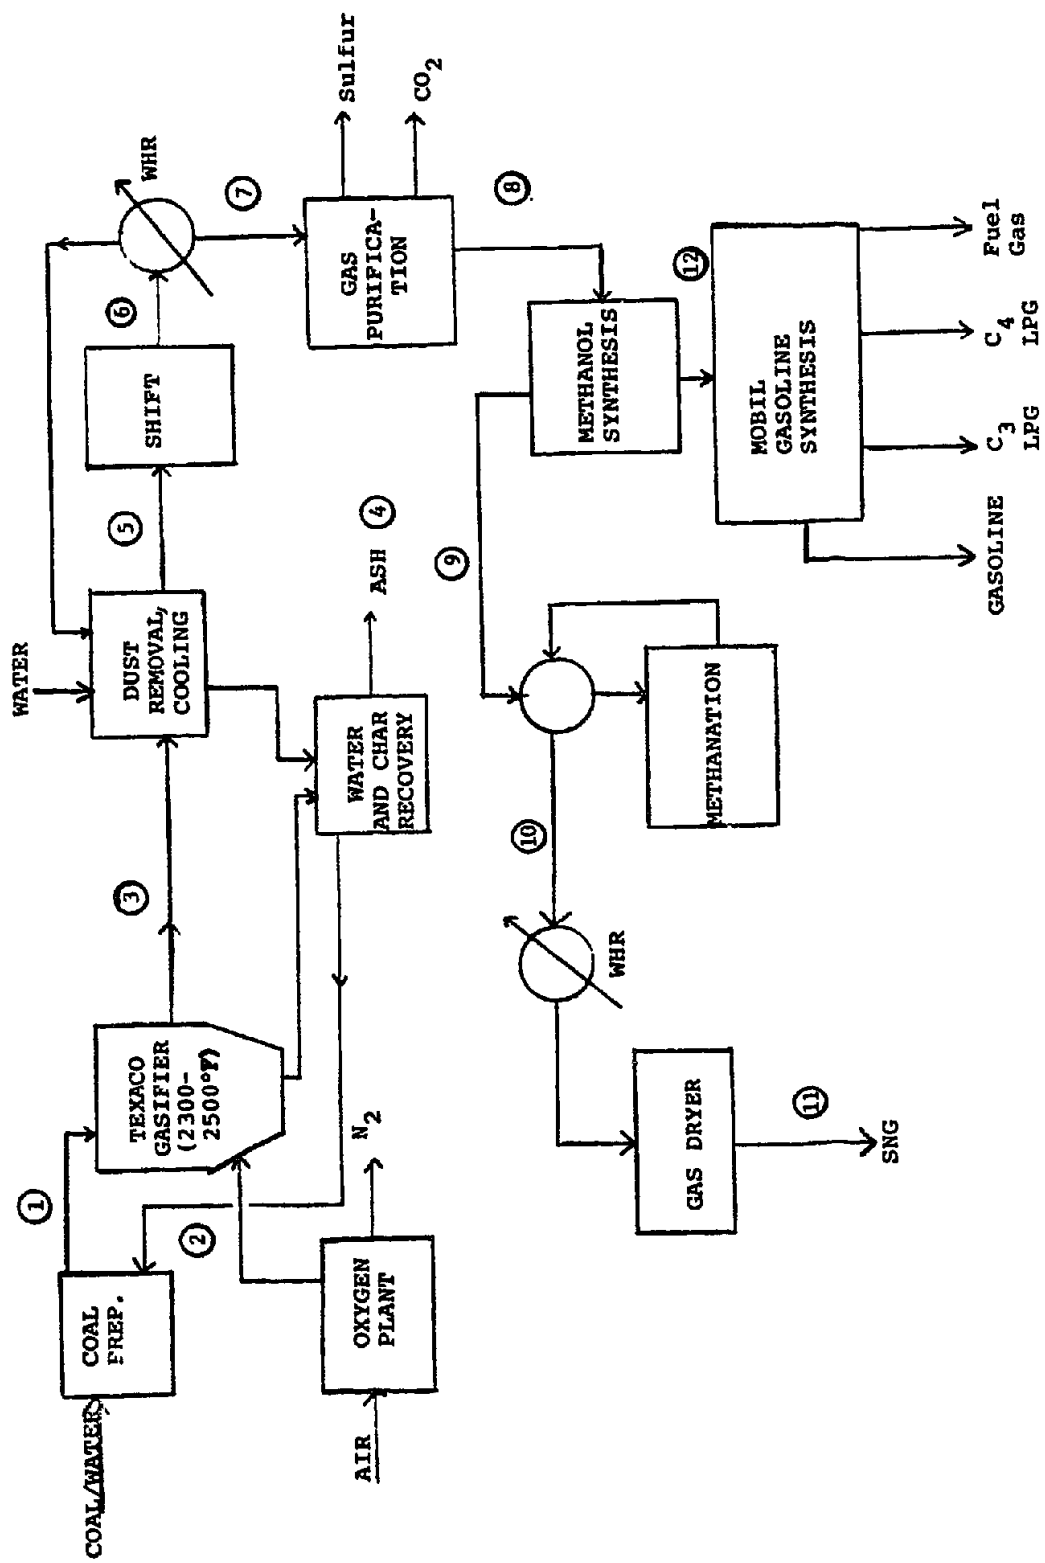 COAL/WATER
COAL
PREP.
1
TEXACO
GASIFIER
(2300-
2500°F)
3
WATER
DUST
REMOVAL,
COOLING
5
SHIFT
6
WHR
7
AIR
OXYGEN
PLANT
2
N2
WATER
AND CHAR
RECOVERY
ASH
4
GAS
PURIFICA-
TION
Sulfur
CO2
8
METHANOL
SYNTHESIS
9
METHANATION
10
WHR
GAS DRYER
11
SNG
12
MOBIL
GASOLINE
SYNTHESIS
GASOLINE
C3
LPG
C4
LPG
Fuel
Gas